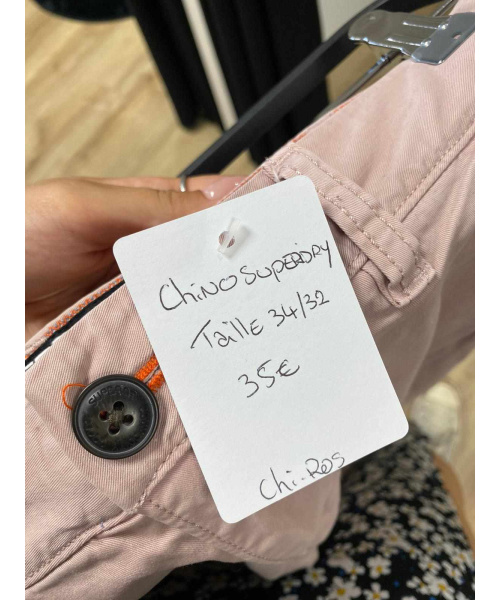 Chino SUPERDRY
Taille 34/32
35€
Chi.Ros